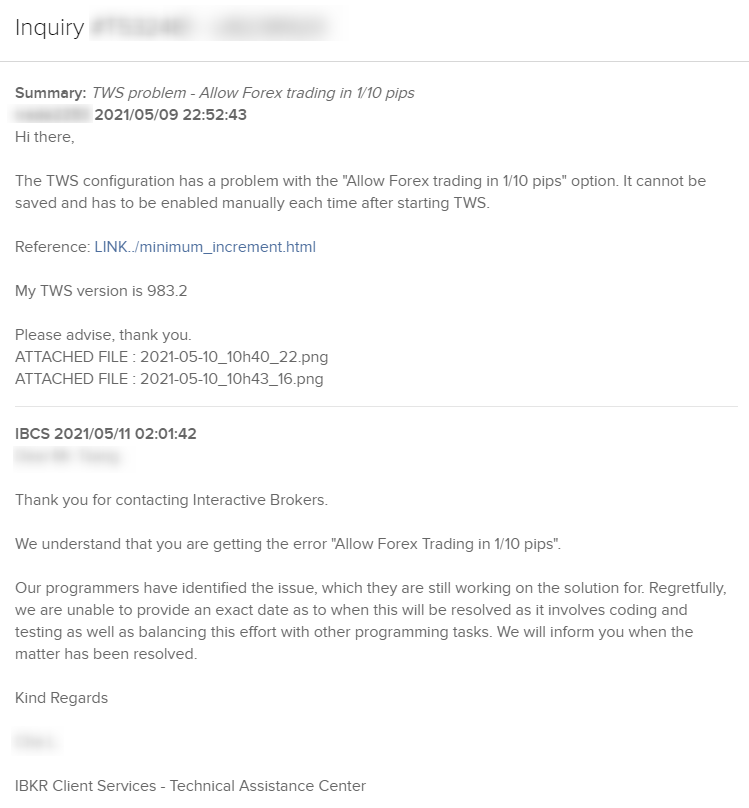 Inquiry
Summary: TWS problem - Allow Forex trading in 1/10 pips
2021/05/09 22:52:43
Hi there,
The TWS configuration has a problem with the "Allow Forex trading in 1/10 pips" option. It cannot be
saved and has to be enabled manually each time after starting TWS.
Reference: LINK../minimum_increment.html
My TWS version is 983.2
Please advise, thank you.
ATTACHED FILE : 2021-05-10_10h40_22.png
ATTACHED FILE : 2021-05-10_10h43_16.png
IBCS 2021/05/11 02:01:42
Thank you for contacting Interactive Brokers.
We understand that you are getting the error "Allow Forex Trading in 1/10 pips".
Our programmers have identified the issue, which they are still working on the solution for. Regretfully,
we are unable to provide an exact date as to when this will be resolved as it involves coding and
testing as well as balancing this effort with other programming tasks. We will inform you when the
matter has been resolved.
Kind Regards
IBKR Client Services - Technical Assistance Center